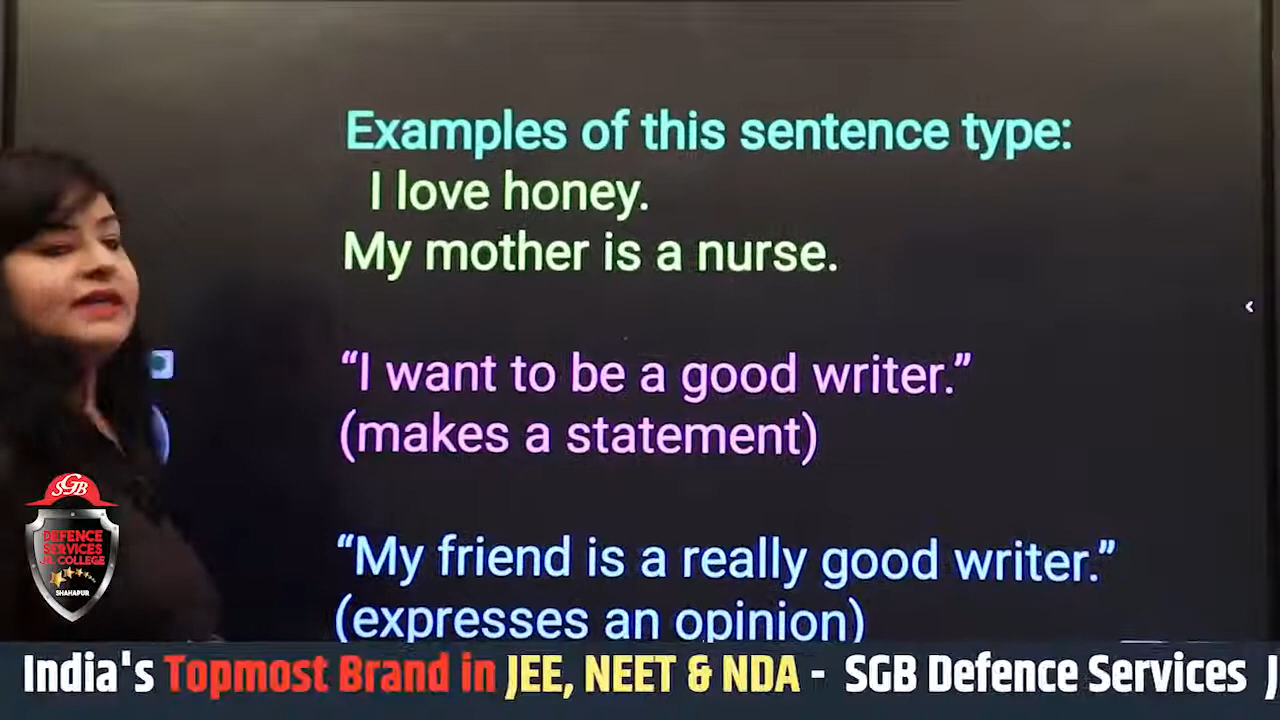 Examples of this sentence type:
I love honey.
My mother is a nurse.
“I want to be a good writer.”
(makes a statement)
“My friend is a really good writer.”
(expresses an opinion)
SGB
DEFENCE
SERVICES
JR. COLLEGE
SHAHAPUR
India's Topmost Brand in JEE, NEET & NDA - SGB Defence Services J